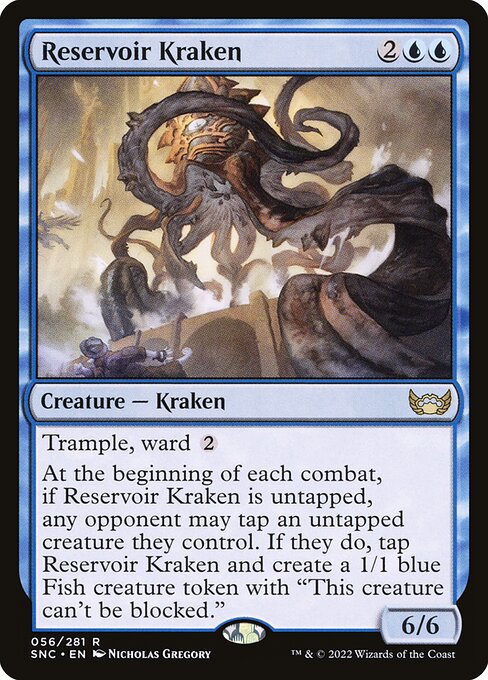 Reservoir Kraken 2
Creature — Kraken
Trample, ward 2
At the beginning of each combat,
if Reservoir Kraken is untapped,
any opponent may tap an untapped
creature they control. If they do, tap
Reservoir Kraken and create a 1/1 blue
Fish creature token with “This creature
can’t be blocked.”
6/6
056/281 R
SNC • EN Nicholas Gregory
™ & © 2022 Wizards of the Coast